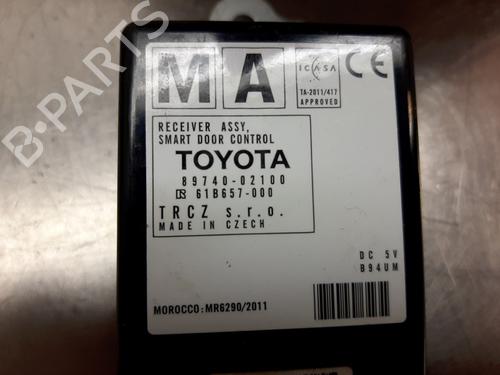 M A
ICASA
TA-2011/417
APPROVED
CE
RECEIVER ASSY,
SMART DOOR CONTROL
TOYOTA
89740-02100
61B657-000
TRCZ s.r.o.
MADE IN CZECH
DC 5V
B94UM
MOROCCO:MR6290/2011
B-PARTS